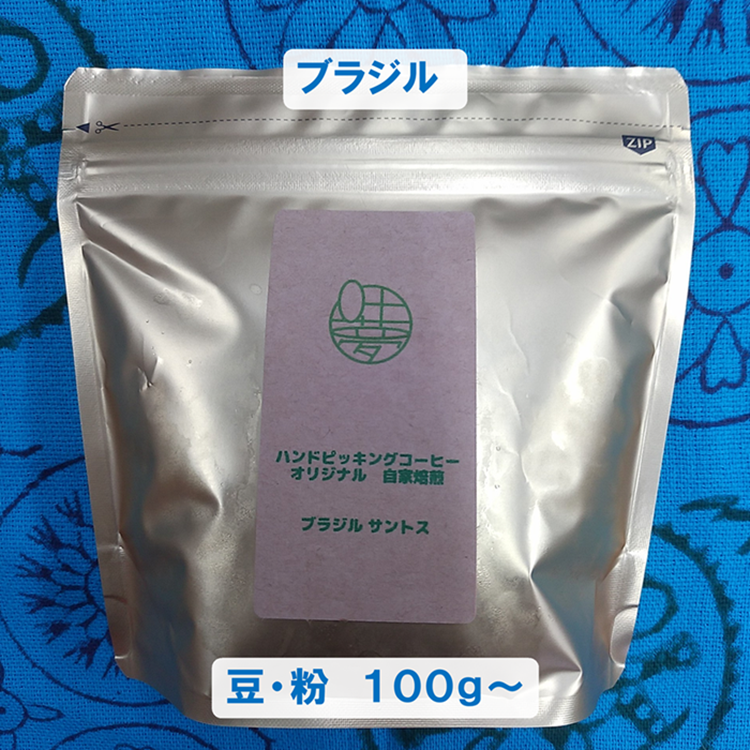 ブラジル
ZIP
ハンドピッキングコーヒー
オリジナル　自家焙煎
ブラジル サントス
豆・粉　100g～